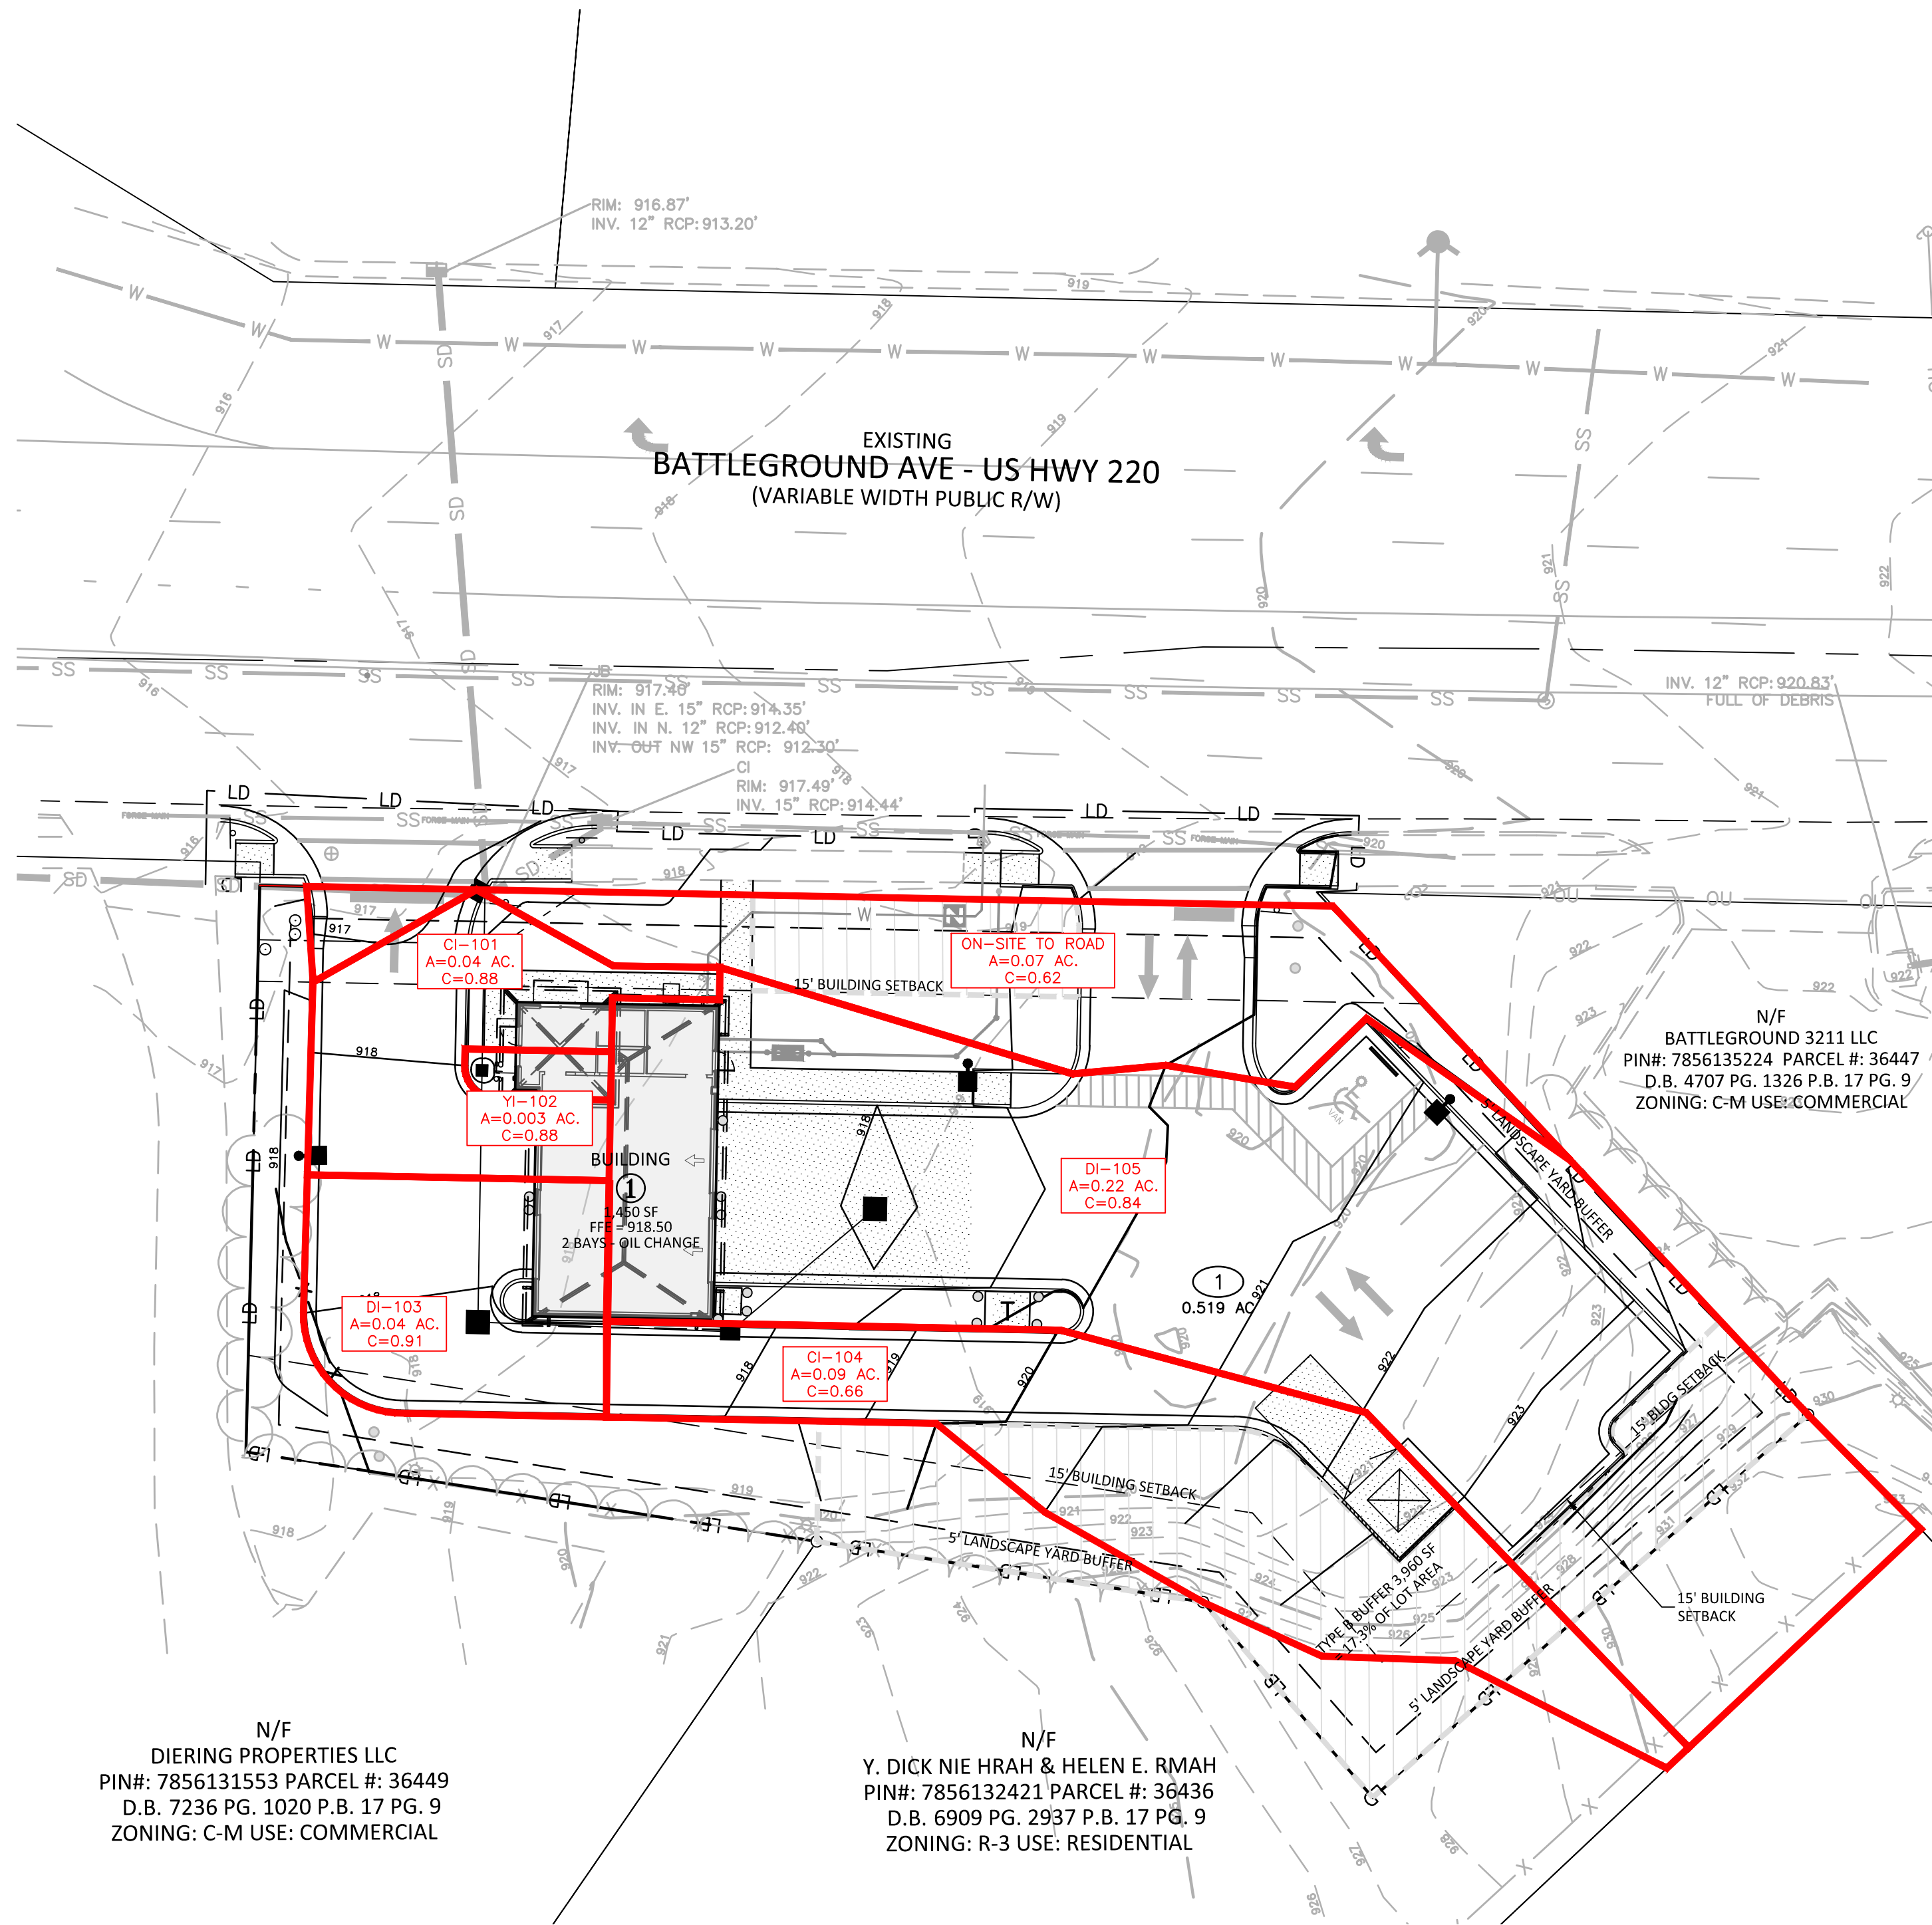 RIM: 916.87'
INV. 12" RCP: 913.20'
EXISTING
BATTLEGROUND AVE - US HWY 220
(VARIABLE WIDTH PUBLIC R/W)
JB
RIM: 917.40'
INV. IN E. 15" RCP: 914.35'
INV. IN N. 12" RCP: 912.40'
INV. OUT NW 15" RCP: 912.30'
CI
RIM: 917.49'
INV. 15" RCP: 914.44'
INV. 12" RCP: 920.83'
FULL OF DEBRIS
CI-101
A=0.04 AC.
C=0.88
ON-SITE TO ROAD
A=0.07 AC.
C=0.62
15' BUILDING SETBACK
N/F
BATTLEGROUND 3211 LLC
PIN#: 7856135224 PARCEL #: 36447
D.B. 4707 PG. 1326 P.B. 17 PG. 9
ZONING: C-M USE: COMMERCIAL
YI-102
A=0.003 AC.
C=0.88
BUILDING
1
1,450 SF
FFE = 918.50
2 BAYS - OIL CHANGE
DI-105
A=0.22 AC.
C=0.84
VAN
5' LANDSCAPE YARD BUFFER
1
0.519 AC
DI-103
A=0.04 AC.
C=0.91
CI-104
A=0.09 AC.
C=0.66
15' BLDG SETBACK
15' BUILDING SETBACK
5' LANDSCAPE YARD BUFFER
TYPE B BUFFER 3,960 SF
= 17.3% OF LOT AREA
5' LANDSCAPE YARD BUFFER
15' BUILDING
SETBACK
N/F
DIERING PROPERTIES LLC
PIN#: 7856131553 PARCEL #: 36449
D.B. 7236 PG. 1020 P.B. 17 PG. 9
ZONING: C-M USE: COMMERCIAL
N/F
Y. DICK NIE HRAH & HELEN E. RMAH
PIN#: 7856132421 PARCEL #: 36436
D.B. 6909 PG. 2937 P.B. 17 PG. 9
ZONING: R-3 USE: RESIDENTIAL